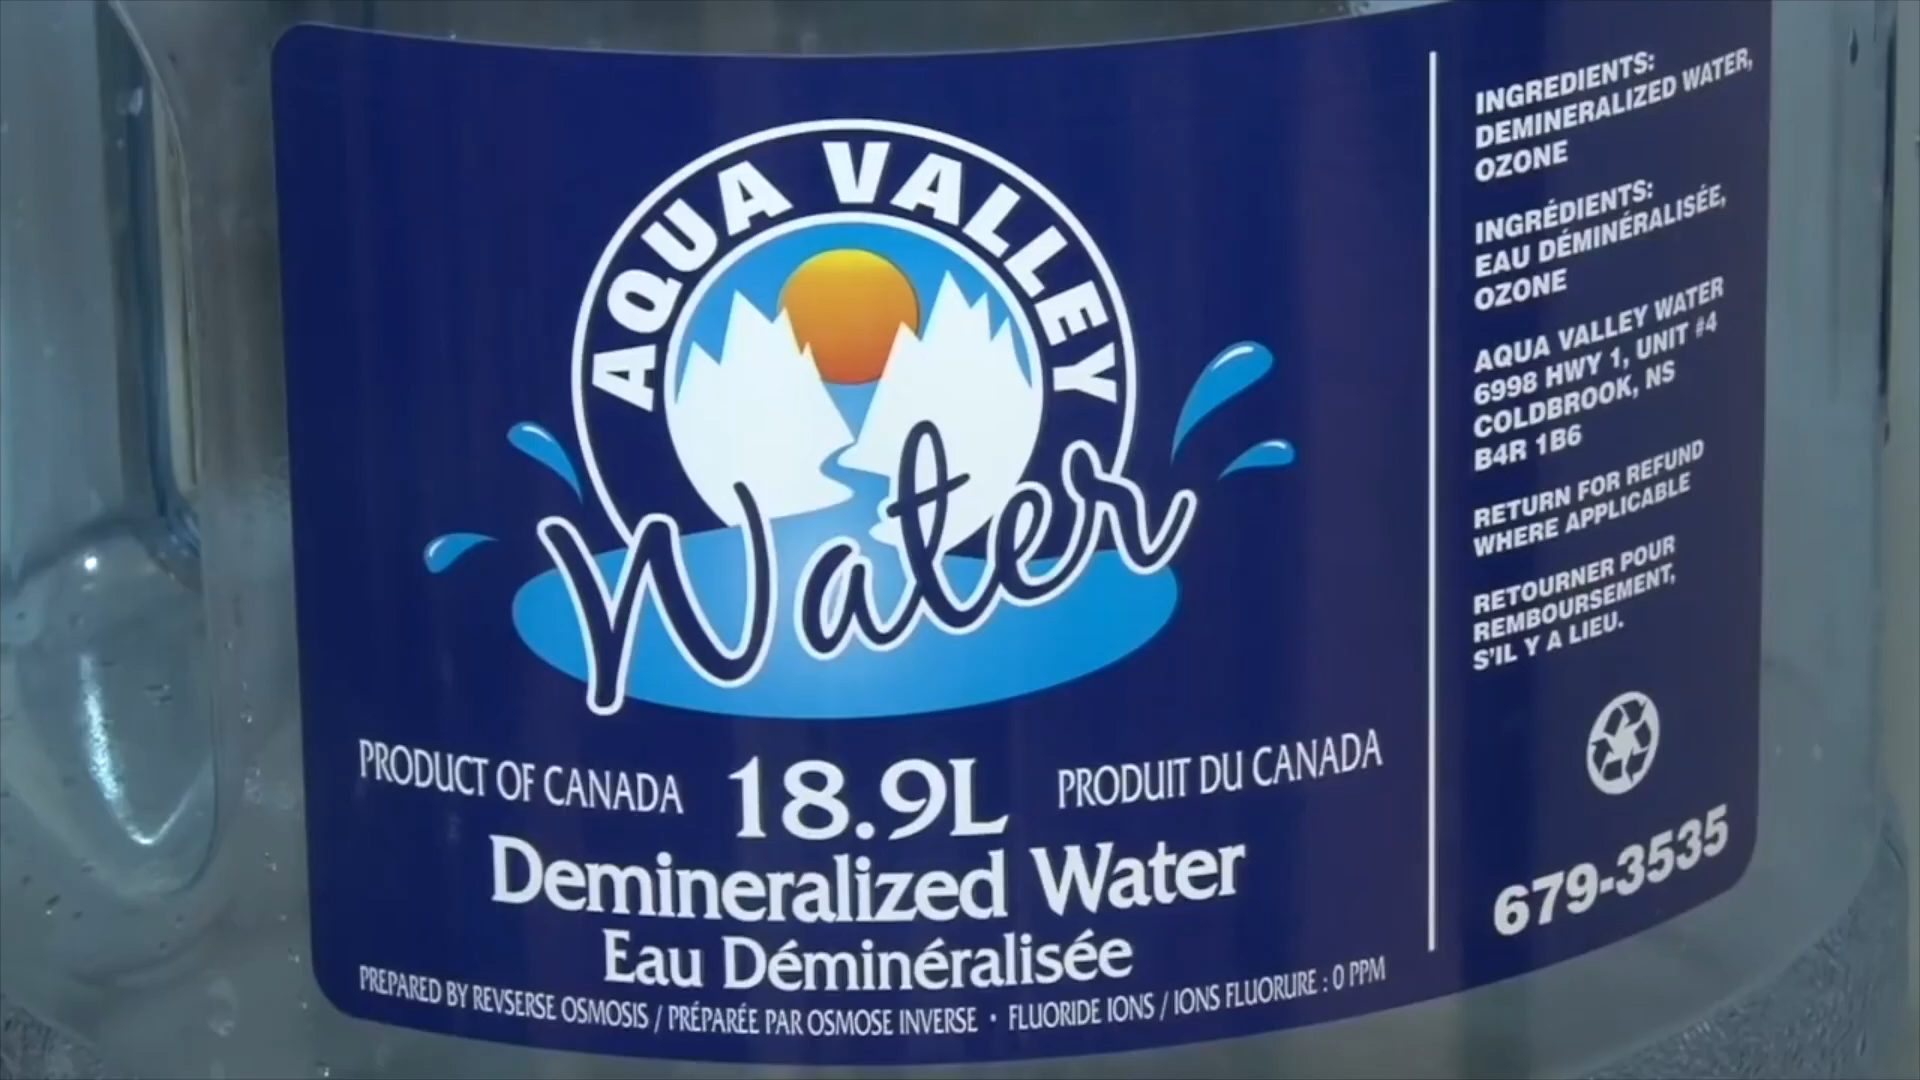 AQUA VALLEY
Water
PRODUCT OF CANADA 18.9L PRODUIT DU CANADA
Demineralized Water
Eau Déminéralisée
PREPARED BY REVSERSE OSMOSIS / PRÉPARÉE PAR OSMOSE INVERSE • FLUORIDE IONS / IONS FLUORURE : 0 PPM
INGREDIENTS:
DEMINERALIZED WATER,
OZONE
INGRÉDIENTS:
EAU DÉMINÉRALISÉE,
OZONE
AQUA VALLEY WATER
6998 HWY 1, UNIT #4
COLDBROOK, NS
B4R 1B6
RETURN FOR REFUND
WHERE APPLICABLE
RETOURNER POUR
REMBOURSEMENT,
S'IL Y A LIEU.
679-3535